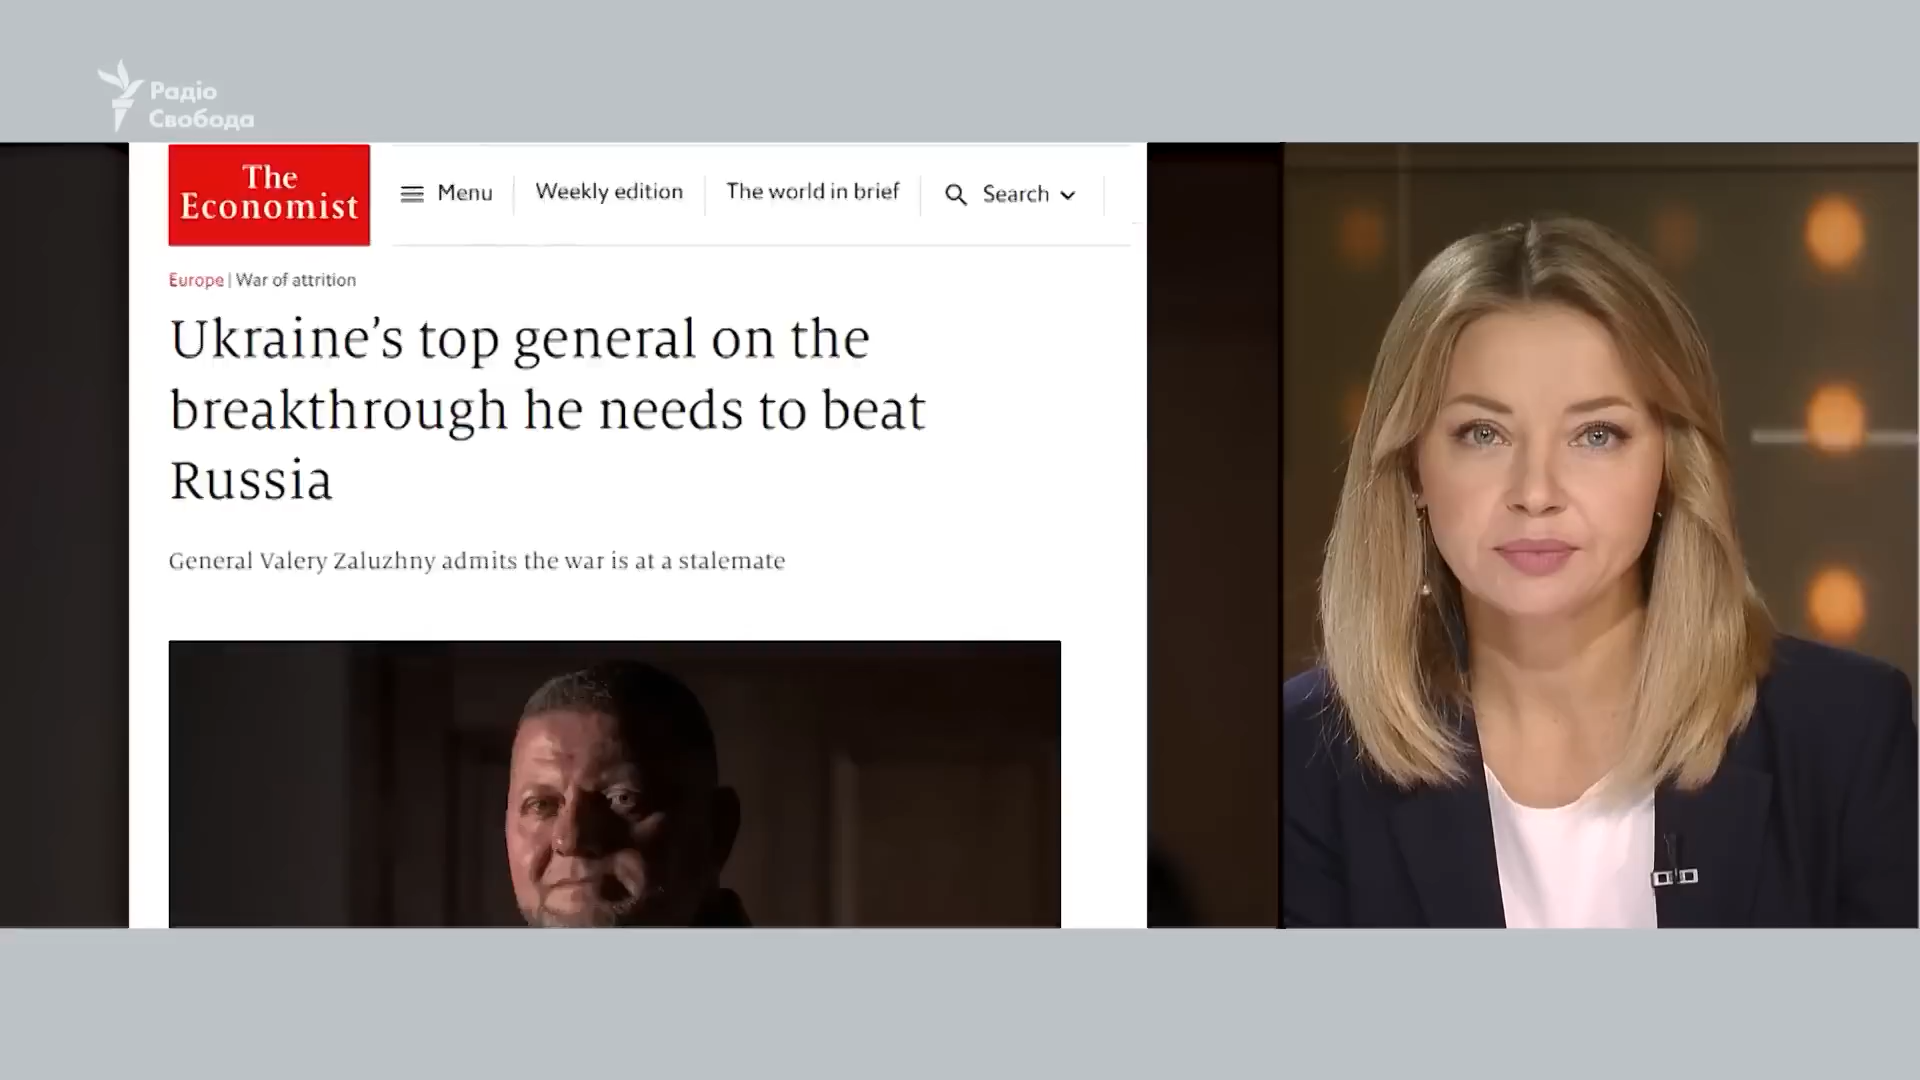 Радіо
Свобода
The
Economist
Menu
Weekly edition
The world in brief
Search
Europe | War of attrition
Ukraine’s top general on the
breakthrough he needs to beat
Russia
General Valery Zaluzhny admits the war is at a stalemate